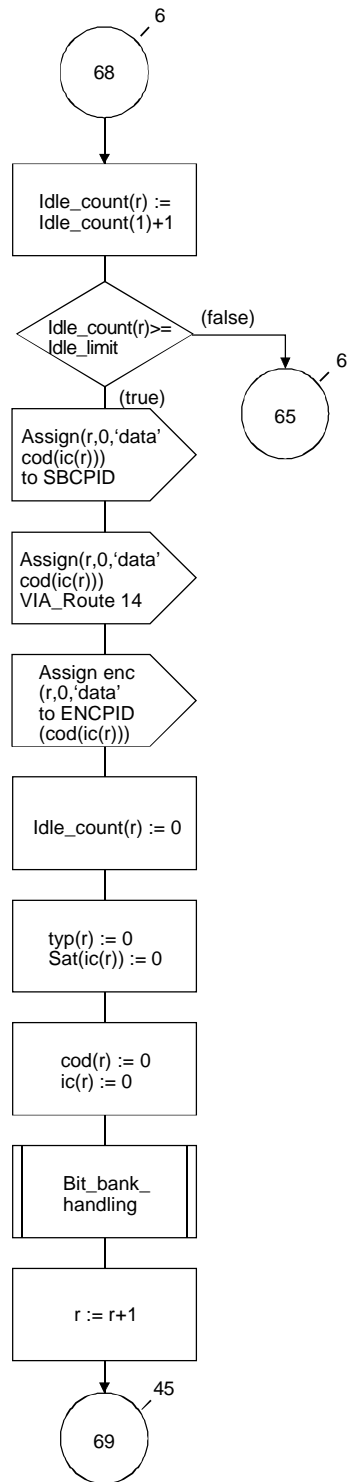 6
68
Idle_count(r) :=
Idle_count(1)+1
Idle_count(r)>=
Idle_limit
(false)
6
65
(true)
Assign(r,0,‘data’
cod(ic(r)))
to SBCPID
Assign(r,0,‘data’
cod(ic(r)))
VIA_Route 14
Assign enc
(r,0,‘data’
to ENCPID
(cod(ic(r)))
Idle_count(r) := 0
typ(r) := 0
Sat(ic(r)) := 0
cod(r) := 0
ic(r) := 0
Bit_bank_
handling
r := r+1
45
69